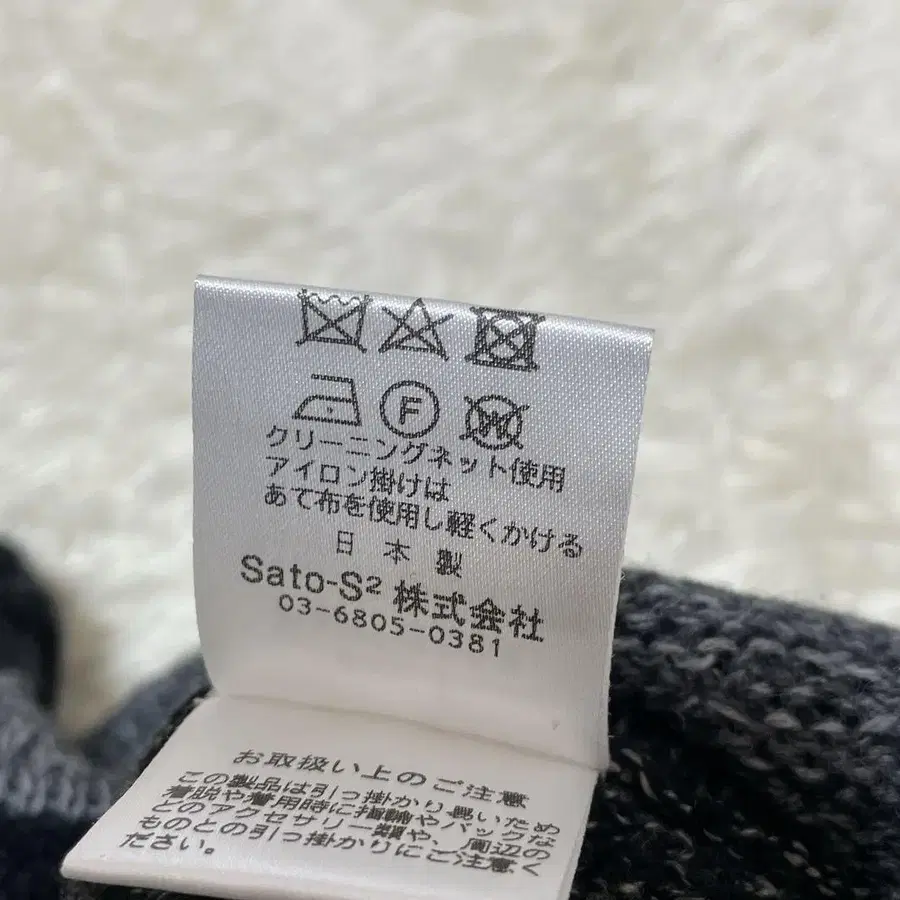 F W
クリーニングネット使用
アイロン掛けは
あて布を使用し軽くかける
日本製
Sato-S² 株式会社
03-6805-0381
お取扱い上のご注意
この製品は引っ掛かり易いため
着脱や着用時に指輪やバックな
どのアクセサリー類や、周辺の
ものとの引っ掛かりにご注意く
ださい。